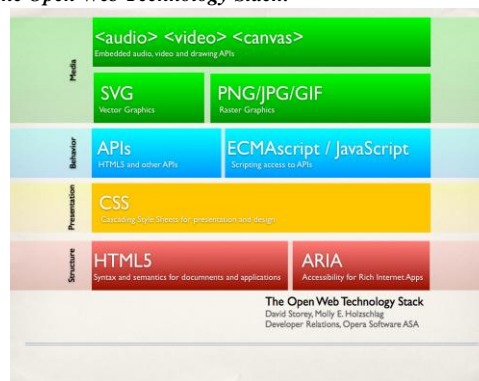 The Open Web Technology Stack.
Media
<audio> <video> <canvas>
Embedded audio, video and drawing APIs
SVG
Vector Graphics
PNG/JPG/GIF
Raster Graphics
Behavior
APIs
HTML5 and other APIs
ECMAscript / JavaScript
Scripting access to APIs
Presentation
CSS
Cascading Style Sheets for presentation and design
Structure
HTML5
Syntax and semantics for documnents and applications
ARIA
Accessibility for Rich Internet Apps
The Open Web Technology Stack
David Storey, Molly E. Holzschlag
Developer Relations, Opera Software ASA